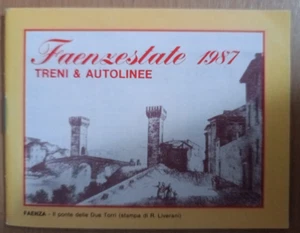 Faenzestate 1987
TRENI & AUTOLINEE
FAENZA - Il ponte delle Due Torri (stampa di R. Liverani)